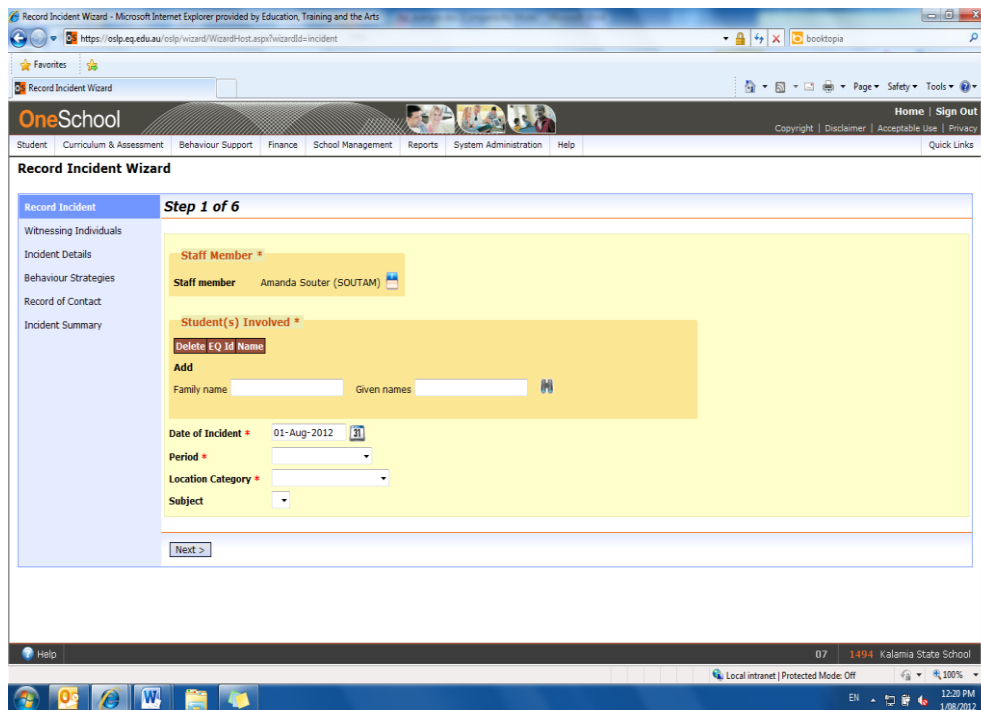 Record Incident Wizard - Microsoft Internet Explorer provided by Education, Training and the Arts
https://oslp.eq.edu.au/oslp/wizard/WizardHost.aspx?wizardId=incident
booktopia
Favorites
Record Incident Wizard
Page Safety Tools
OneSchool
Home | Sign Out
Copyright | Disclaimer | Acceptable Use | Privacy
Student Curriculum & Assessment Behaviour Support Finance School Management Reports System Administration Help Quick Links
Record Incident Wizard
Record Incident
Witnessing Individuals
Incident Details
Behaviour Strategies
Record of Contact
Incident Summary
Step 1 of 6
Staff Member *
Staff member Amanda Souter (SOUTAM)
Student(s) Involved *
Delete EQ Id Name
Add
Family name Given names
Date of Incident * 01-Aug-2012 31
Period *
Location Category *
Subject
Next >
Help 07 1494 Kalamia State School
Local intranet | Protected Mode: Off 100%
EN 12:20 PM
1/08/2012